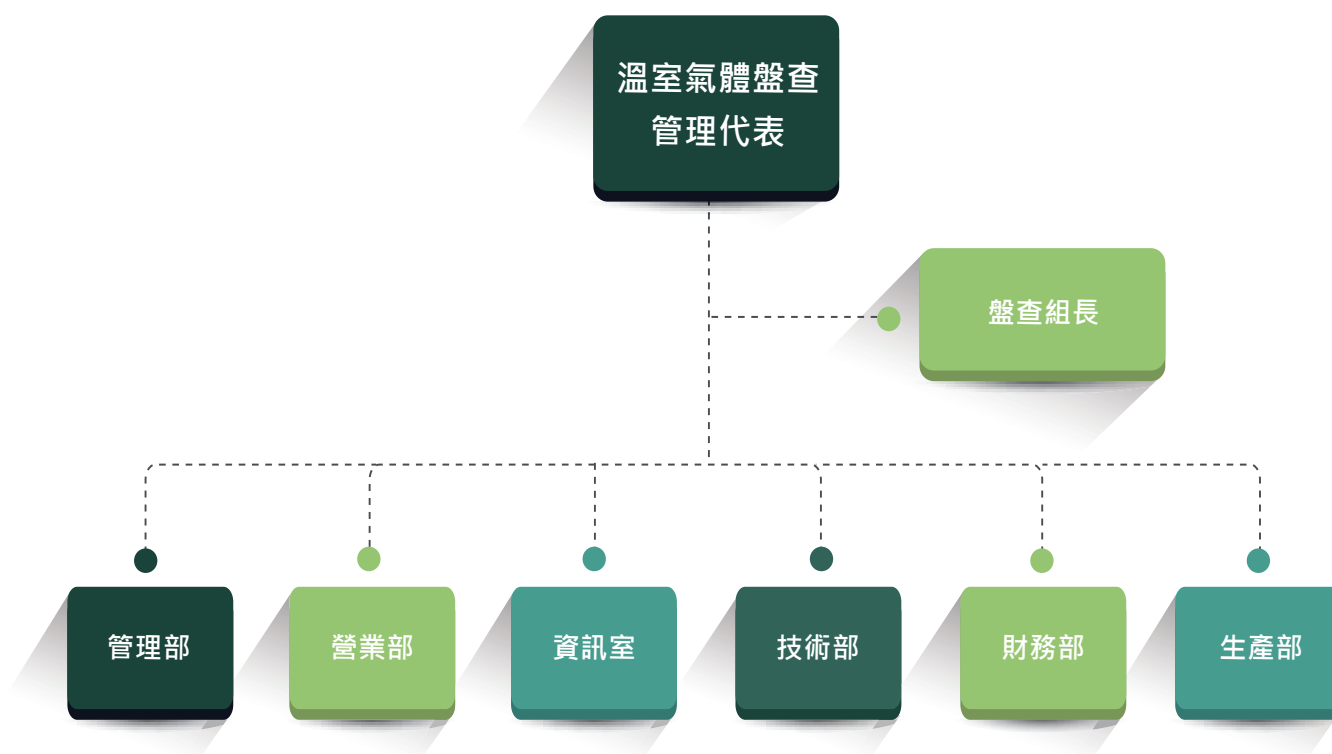 溫室氣體盤查
管理代表
盤查組長
管理部
營業部
資訊室
技術部
財務部
生產部